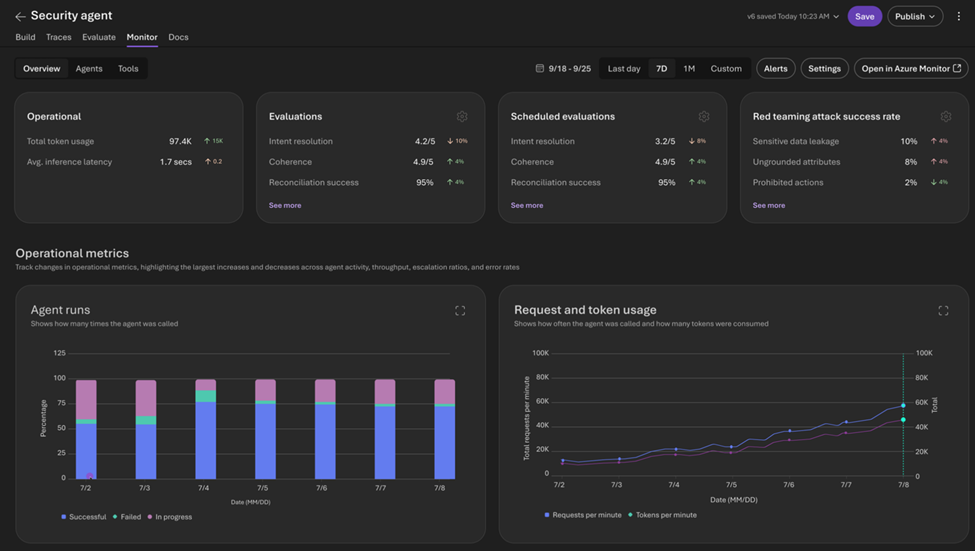 Security agent
v6 saved Today 10:23 AM
Save
Publish
Build Traces Evaluate Monitor Docs
Overview Agents Tools
9/18 - 9/25
Last day 7D 1M Custom
Alerts
Settings
Open in Azure Monitor
Operational
Total token usage 97.4K ↑ 15K
Avg. inference latency 1.7 secs ↑ 0.2
Evaluations
Intent resolution 4.2/5 ↓ 10%
Coherence 4.9/5 ↑ 4%
Reconciliation success 95% ↑ 4%
See more
Scheduled evaluations
Intent resolution 3.2/5 ↓ 8%
Coherence 4.9/5 ↑ 4%
Reconciliation success 95% ↑ 4%
See more
Red teaming attack success rate
Sensitive data leakage 10% ↑ 4%
Ungrounded attributes 8% ↑ 4%
Prohibited actions 2% ↓ 4%
See more
Operational metrics
Track changes in operational metrics, highlighting the largest increases and decreases across agent activity, throughput, escalation ratios, and error rates
Agent runs
Shows how many times the agent was called
Percentage
125
100
75
50
25
0
7/2 7/3 7/4 7/5 7/6 7/7 7/8
Date (MM/DD)
Successful Failed In progress
Request and token usage
Shows how often the agent was called and how many tokens were consumed
Total requests per minute
100K
80K
60K
40K
20K
0
100K
80K
60K
40K
20K
0
Total
7/2 7/3 7/4 7/5 7/6 7/7 7/8
Date (MM/DD)
Requests per minute Tokens per minute